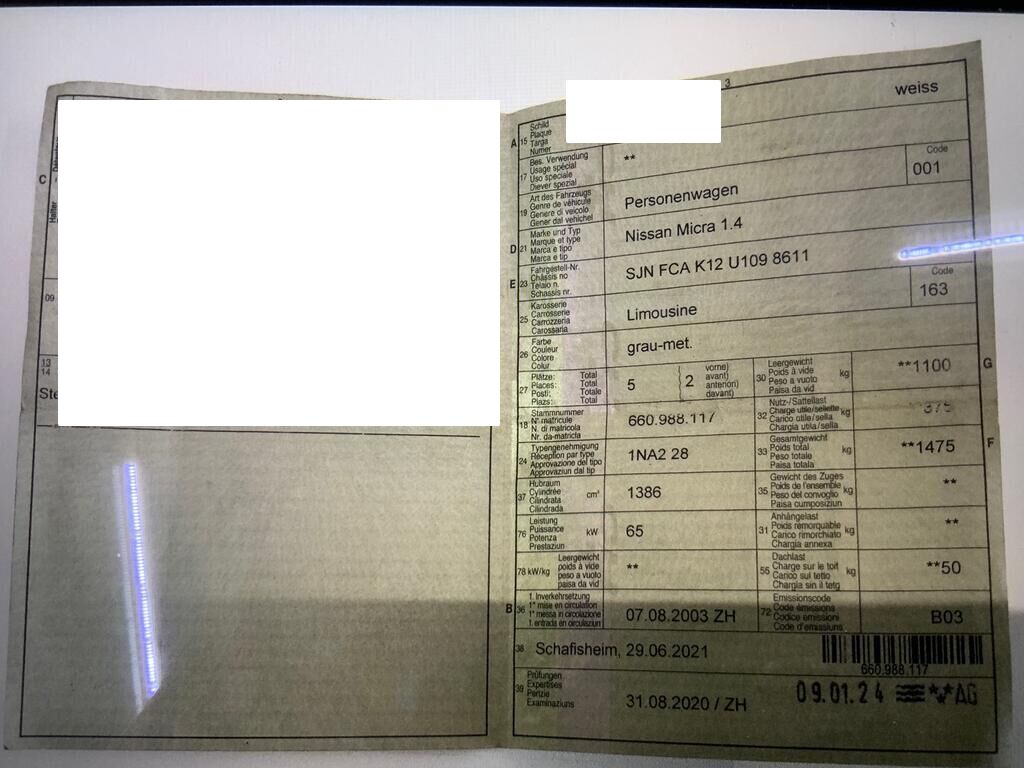 C
Halter
09
13
14
Ste
3
weiss
A 15 Schild
Plaque
Targa
Numer
17 Bes. Verwendung
Usage spécial
Uso speciale
Diever spezial
**
Code
001
19 Art des Fahrzeugs
Genre de véhicule
Genere di veicolo
Gener dal vehichel
Personenwagen
D 21 Marke und Typ
Marque et type
Marca e tipo
Marca e tip
Nissan Micra 1.4
E 23 Fahrgestell-Nr.
Châssis no
Telaio n.
Schassis nr.
SJN FCA K12 U109 8611
Code
163
25 Karosserie
Carrosserie
Carrozzeria
Carossaria
Limousine
26 Farbe
Couleur
Colore
Colur
grau-met.
27 Plätze: Total
Places: Total
Posti: Totale
Plazs: Total
5 ( 2 vorne)
avant)
anteriori)
davant)
30 Leergewicht
Poids à vide
Peso a vuoto
Paisa da vid
kg
**1100
G
18 Stammnummer
N° matricule
N. di matricola
Nr. da matricla
660.988.117
32 Nutz-/Sattellast
Charge utile/sellette
Carico utile/sella
Chargia utila/sella
kg
**375
24 Typengenehmigung
Réception par type
Approvazione del tipo
Approvaziun dal tip
1NA2 28
33 Gesamtgewicht
Poids total
Peso totale
Paisa totala
kg
**1475
F
37 Hubraum
Cylindrée
Cilindrata
Cilindrada
cm³
1386
35 Gewicht des Zuges
Poids de l'ensemble
Peso del convoglio
Paisa cumposiziun
kg
**
76 Leistung
Puissance
Potenza
Prestaziun
kW
65
31 Anhängelast
Poids remorquable
Carico rimorchiato
Chargia annexa
kg
**
78 kW/kg Leergewicht
poids à vide
peso a vuoto
paisa da vid
**
55 Dachlast
Charge sur le toit
Carico sul tetto
Chargia sin il tetg
kg
**50
B 36 1. Inverkehrsetzung
1re mise en circulation
1a messa in circolazione
1. entrada en circulaziun
07.08.2003 ZH
72 Emissionscode
Code émissions
Codice emissioni
Code d'emissiuns
B03
38 Schafisheim, 29.06.2021
660.988.117
39 Prüfungen
Expertises
Perizie
Examinaziuns
31.08.2020 / ZH
09.01.24 AG